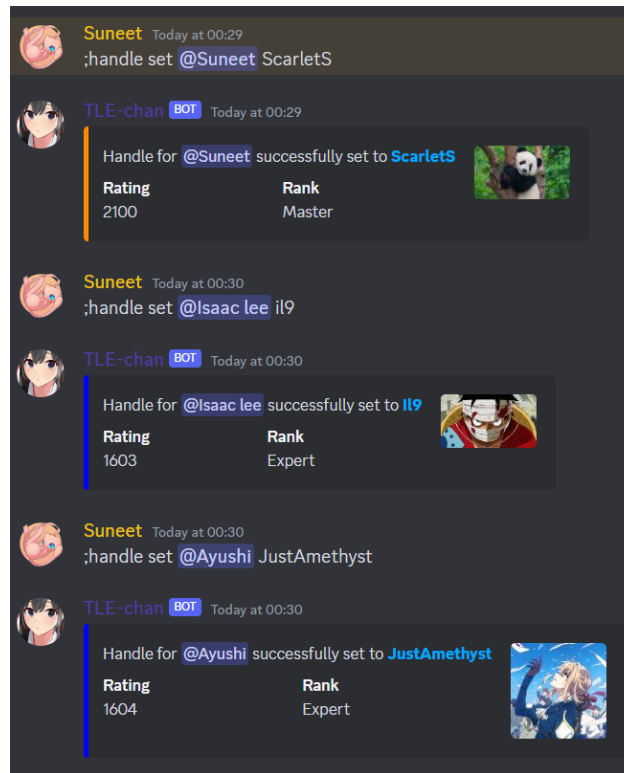 Suneet Today at 00:29
;handle set @Suneet ScarletS
TLE-chan BOT Today at 00:29
Handle for @Suneet successfully set to ScarletS
Rating Rank
2100 Master
Suneet Today at 00:30
;handle set @Isaac lee il9
TLE-chan BOT Today at 00:30
Handle for @Isaac lee successfully set to Il9
Rating Rank
1603 Expert
Suneet Today at 00:30
;handle set @Ayushi JustAmethyst
TLE-chan BOT Today at 00:30
Handle for @Ayushi successfully set to JustAmethyst
Rating Rank
1604 Expert